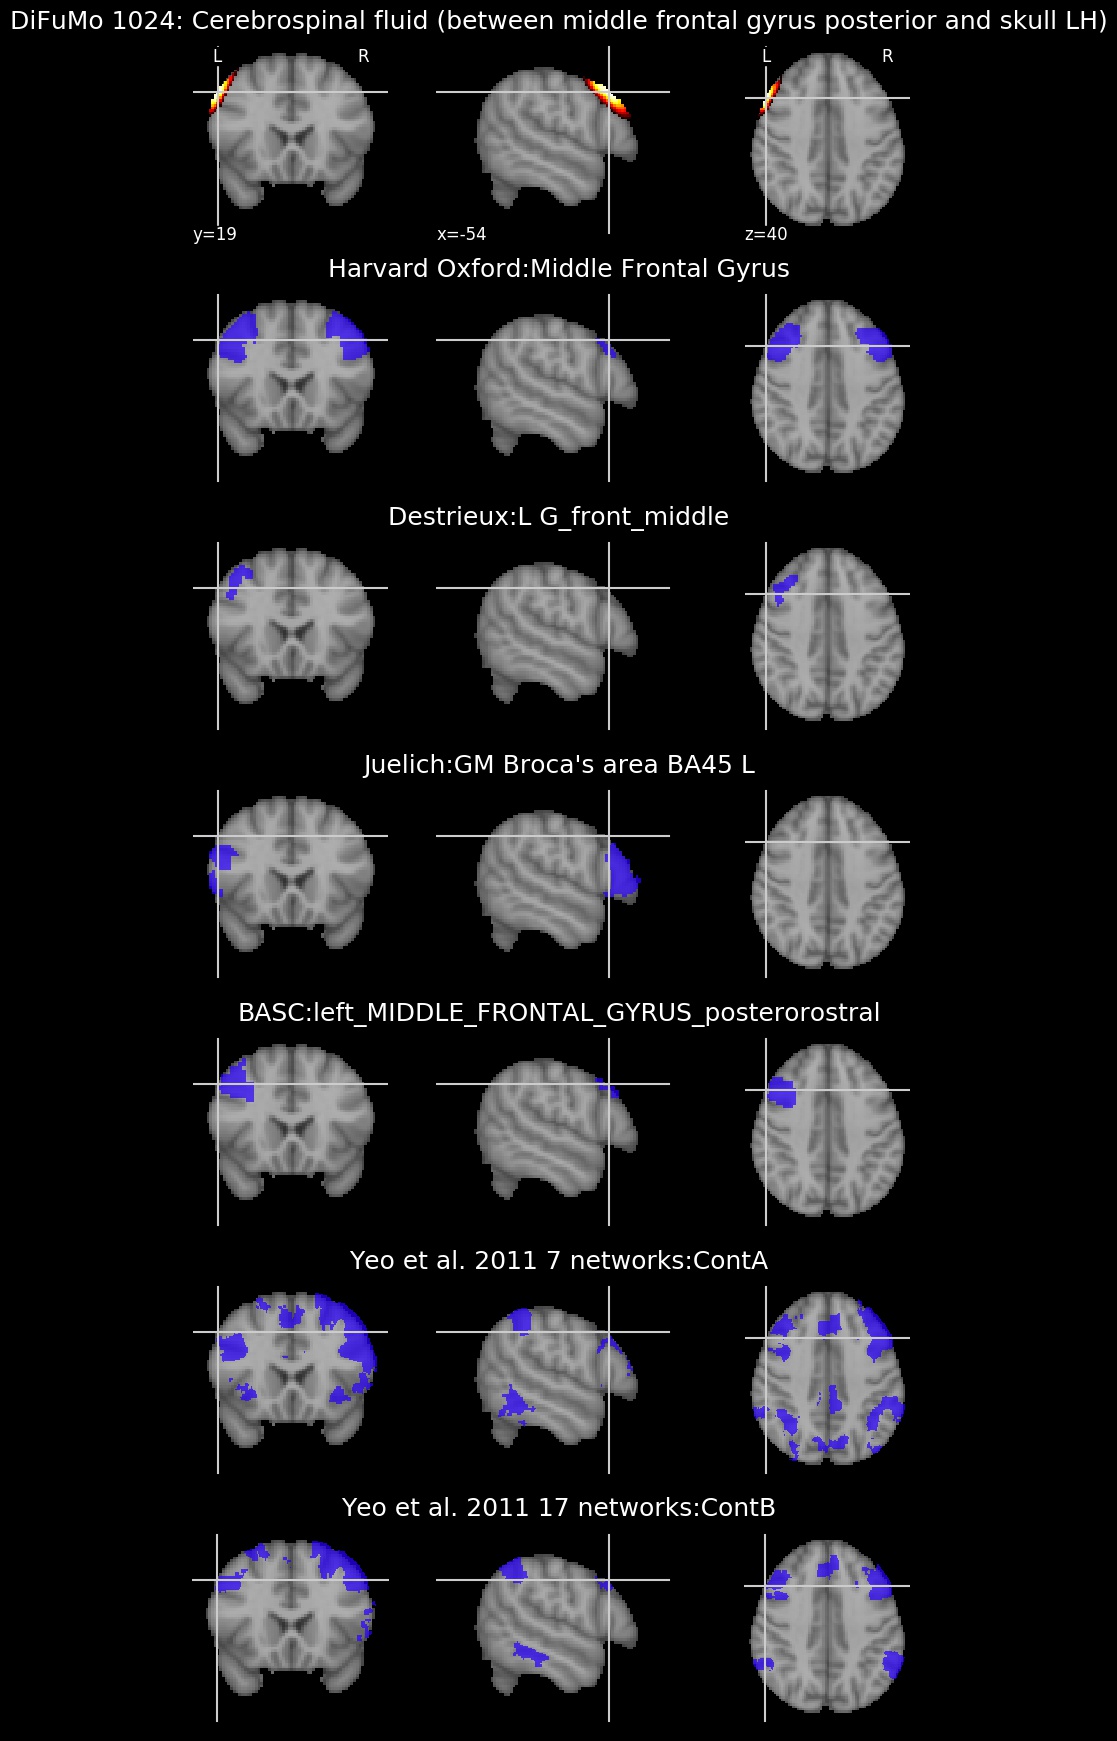 DiFuMo 1024: Cerebrospinal fluid (between middle frontal gyrus posterior and skull LH)
L R L R
y=19 x=-54 z=40
Harvard Oxford:Middle Frontal Gyrus
Destrieux:L G_front_middle
Juelich:GM Broca's area BA45 L
BASC:left_MIDDLE_FRONTAL_GYRUS_posterorostral
Yeo et al. 2011 7 networks:ContA
Yeo et al. 2011 17 networks:ContB